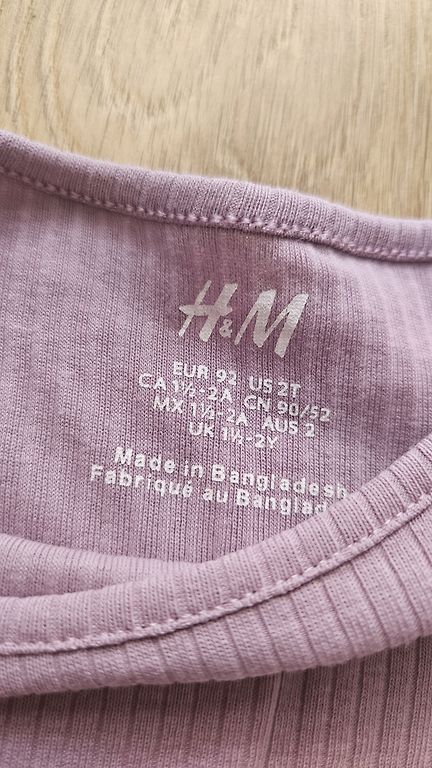 H&M
EUR 92 US 2T
CA 1½-2A CN 90/52
MX 1½-2A AUS 2
UK 1½-2Y
Made in Bangladesh
Fabriqué au